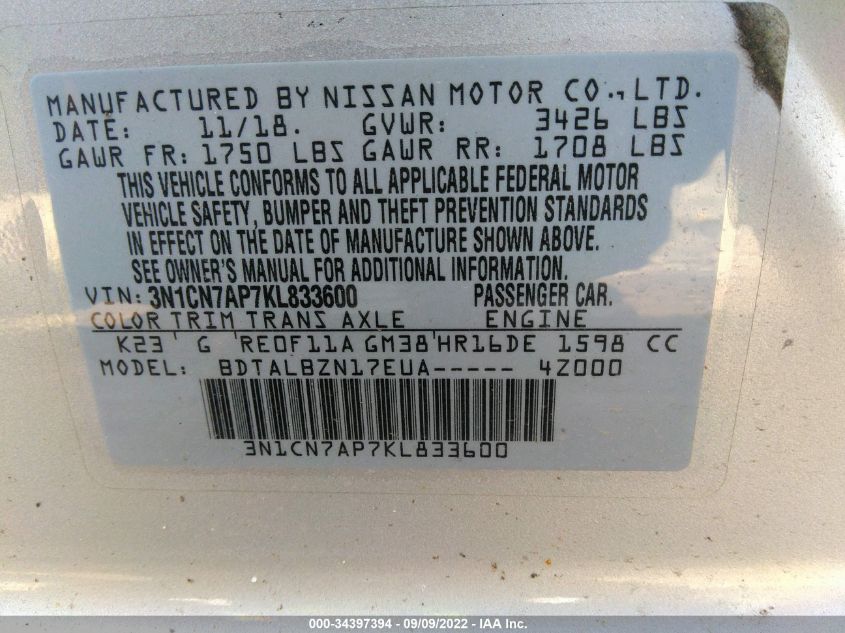 MANUFACTURED BY NISSAN MOTOR CO., LTD.
DATE: 11/18. GVWR: 3426 LBS
GAWR FR: 1750 LBS GAWR RR: 1708 LBS
THIS VEHICLE CONFORMS TO ALL APPLICABLE FEDERAL MOTOR
VEHICLE SAFETY, BUMPER AND THEFT PREVENTION STANDARDS
IN EFFECT ON THE DATE OF MANUFACTURE SHOWN ABOVE.
SEE OWNER'S MANUAL FOR ADDITIONAL INFORMATION.
VIN: 3N1CN7AP7KL833600 PASSENGER CAR.
COLOR TRIM TRANS AXLE ENGINE
K23 G RE0F11A GM38 HR16DE 1598 CC
MODEL: BDTALBZN17EUA----- 4Z000
3N1CN7AP7KL833600
000-34397394 - 09/09/2022 - IAA Inc.